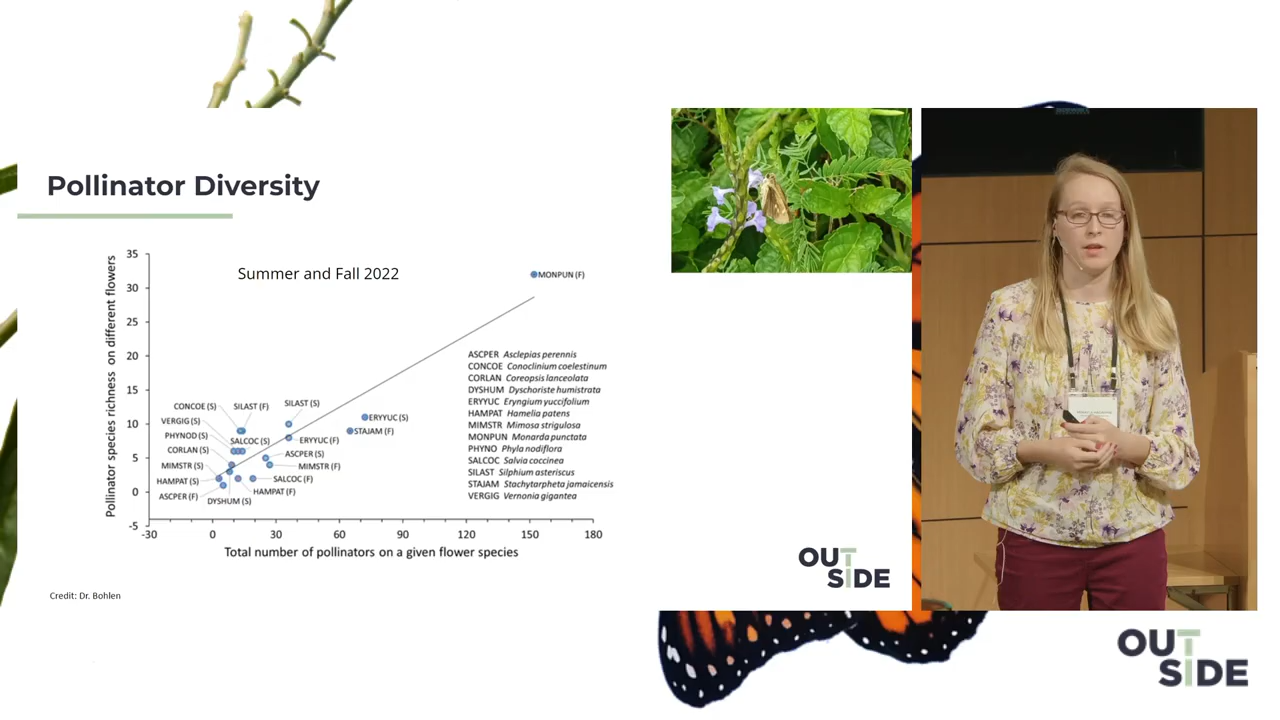 Pollinator Diversity
Summer and Fall 2022
Pollinator species richness on different flowers
35
30
25
20
15
10
5
0
-5
MONPUN (F)
CONCOE (S)
SILAST (F)
SILAST (S)
VERGIG (S)
ERYYUC (S)
PHYNOD (S)
STAJAM (F)
SALCOC (S)
ERYYUC (F)
CORLAN (S)
ASCPER (S)
MIMSTR (S)
MIMSTR (F)
HAMPAT (S)
SALCOC (F)
ASCPER (F)
HAMPAT (F)
DYSHUM (S)
ASCPER Asclepias perennis
CONCOE Conoclinium coelestinum
CORLAN Coreopsis lanceolata
DYSHUM Dyschoriste humistrata
ERYYUC Eryngium yuccifolium
HAMPAT Hamelia patens
MIMSTR Mimosa strigulosa
MONPUN Monarda punctata
PHYNO Phyla nodiflora
SALCOC Salvia coccinea
SILAST Silphium asteriscus
STAJAM Stachytarpheta jamaicensis
VERGIG Vernonia gigantea
-30 0 30 60 90 120 150 180
Total number of pollinators on a given flower species
Credit: Dr. Bohlen
OUT
SIDE
OUT
SIDE